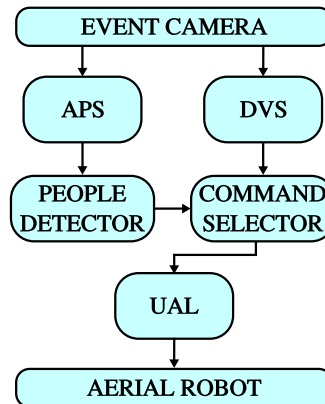 EVENT CAMERA
APS
DVS
PEOPLE
DETECTOR
COMMAND
SELECTOR
UAL
AERIAL ROBOT